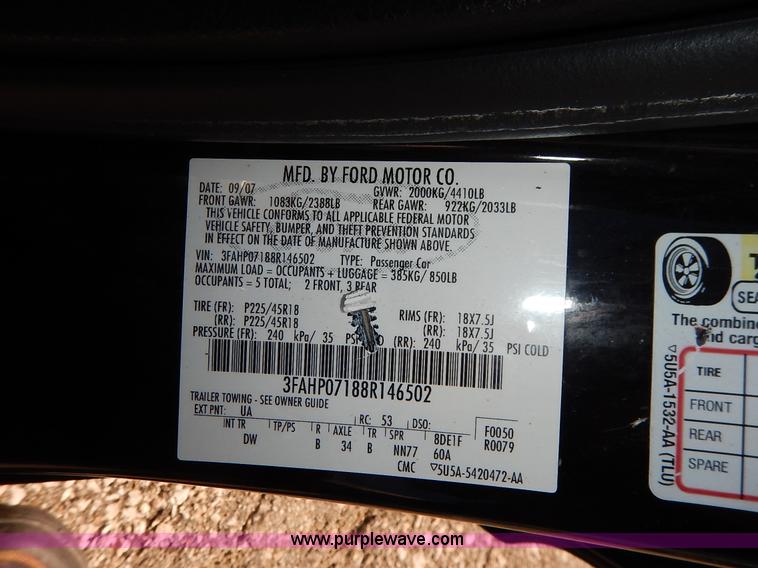 MFD. BY FORD MOTOR CO.
DATE: 09/07 GVWR: 2000KG/4410LB
FRONT GAWR: 1083KG/2388LB REAR GAWR: 922KG/2033LB
THIS VEHICLE CONFORMS TO ALL APPLICABLE FEDERAL MOTOR
VEHICLE SAFETY, BUMPER, AND THEFT PREVENTION STANDARDS
IN EFFECT ON THE DATE OF MANUFACTURE SHOWN ABOVE.
VIN: 3FAHP07188R146502 TYPE: Passenger Car
MAXIMUM LOAD = OCCUPANTS + LUGGAGE = 385KG/ 850LB
OCCUPANTS = 5 TOTAL; 2 FRONT, 3 REAR
TIRE (FR): P225/45R18 RIMS (FR): 18X7.5J
(RR): P225/45R18 (RR): 18X7.5J
PRESSURE (FR): 240 kPa/ 35 PSI (RR): 240 kPa/35 PSI COLD
3FAHP07188R146502
TRAILER TOWING - SEE OWNER GUIDE
EXT PNT: UA RC: 53 DSO: F0050
INT TR TP/PS R AXLE TR SPR 8DE1F R0079
DW B 34 B NN77 60A
CMC ▽5U5A-5420472-AA
SEA
The combine
and carg
TIRE
FRONT
REAR
SPARE
▽5U5A-1532-AA (TLU)
www.purplewave.com